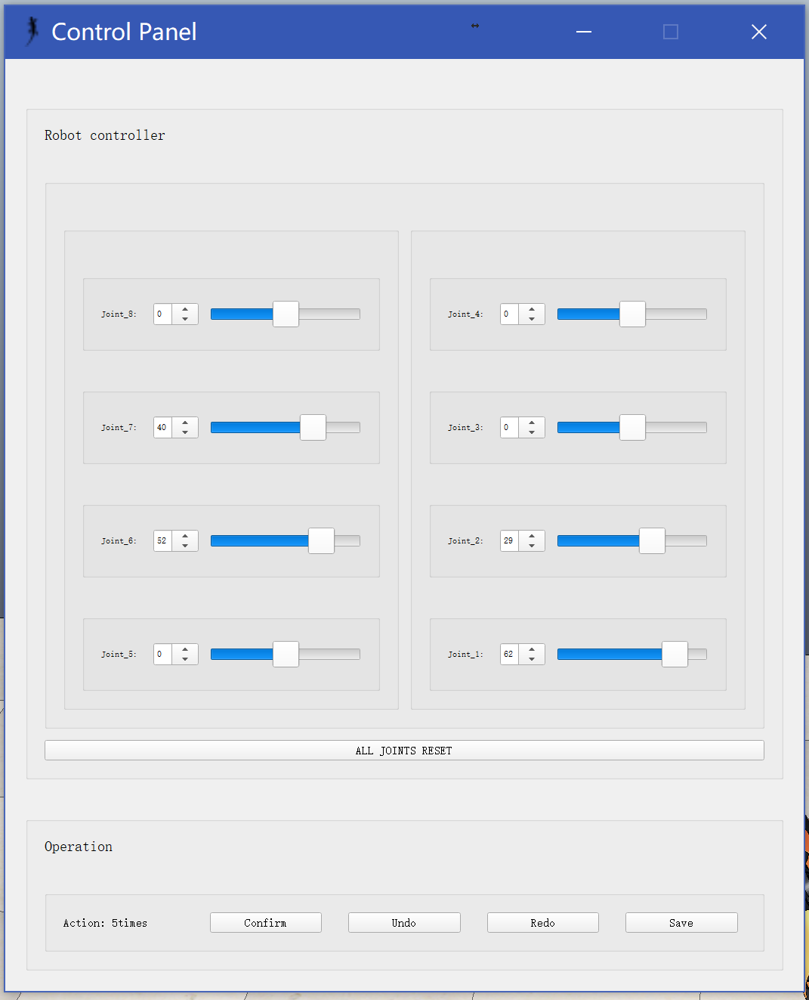 Control Panel
Robot controller
Joint_8: 0
Joint_4: 0
Joint_7: 40
Joint_3: 0
Joint_6: 52
Joint_2: 29
Joint_5: 0
Joint_1: 62
ALL JOINTS RESET
Operation
Action: 5times Confirm Undo Redo Save